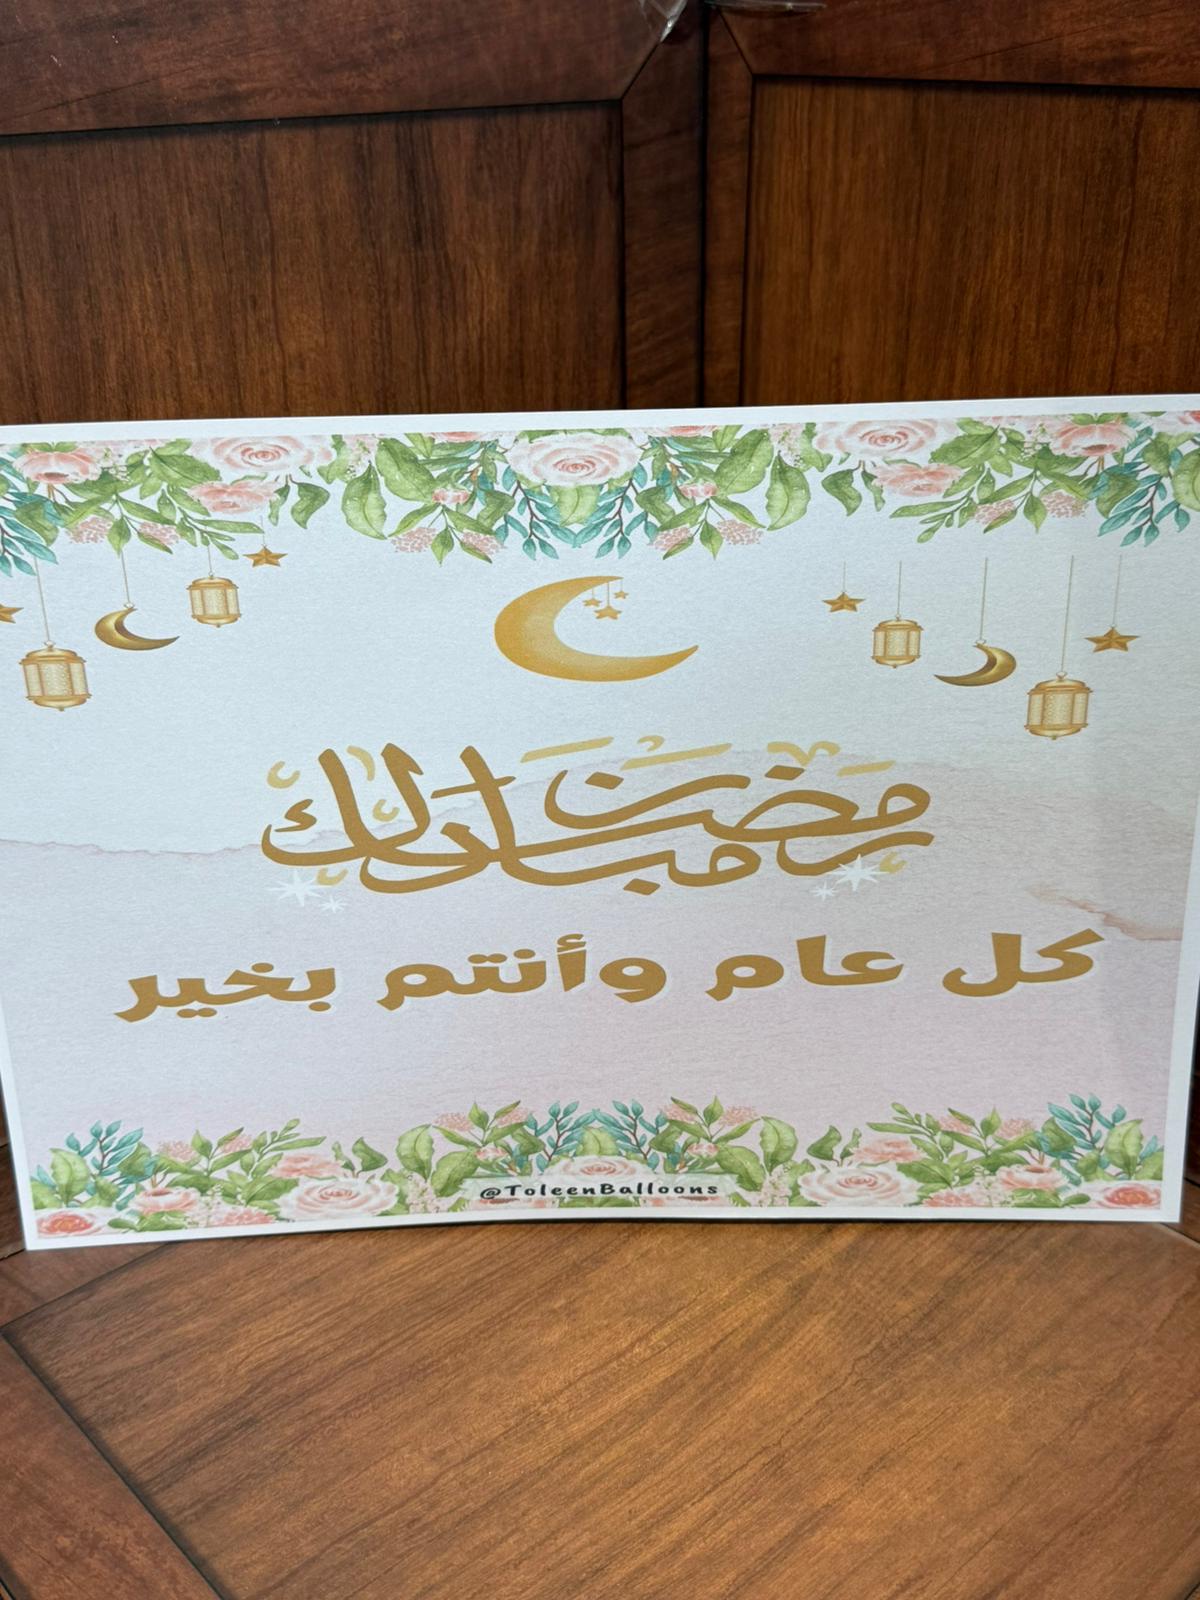 رمضان مبارك
كل عام وأنتم بخير
@ToleenBalloons